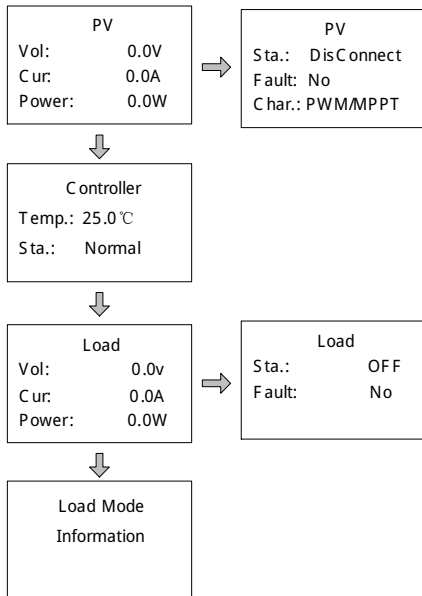 PV
Vol: 0.0V
Cur: 0.0A
Power: 0.0W
PV
Sta.: DisConnect
Fault: No
Char.: PWM/MPPT
Controller
Temp.: 25.0℃
Sta.: Normal
Load
Vol: 0.0v
Cur: 0.0A
Power: 0.0W
Load
Sta.: OFF
Fault: No
Load Mode
Information